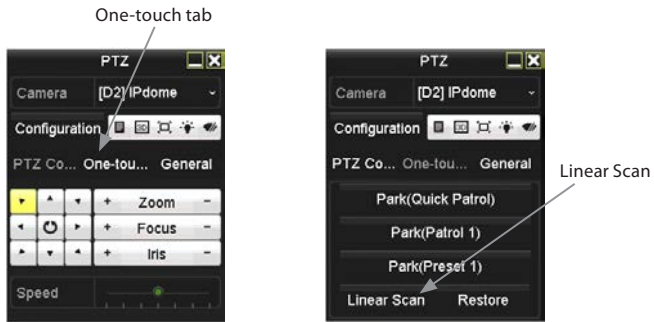 One-touch tab
PTZ
Camera [D2] IPdome
Configuration
PTZ Co... One-tou... General
+ Zoom -
+ Focus -
+ Iris -
Speed
PTZ
Camera [D2] IPdome
Configuration
PTZ Co... One-tou... General
Linear Scan
Park(Quick Patrol)
Park(Patrol 1)
Park(Preset 1)
Linear Scan Restore